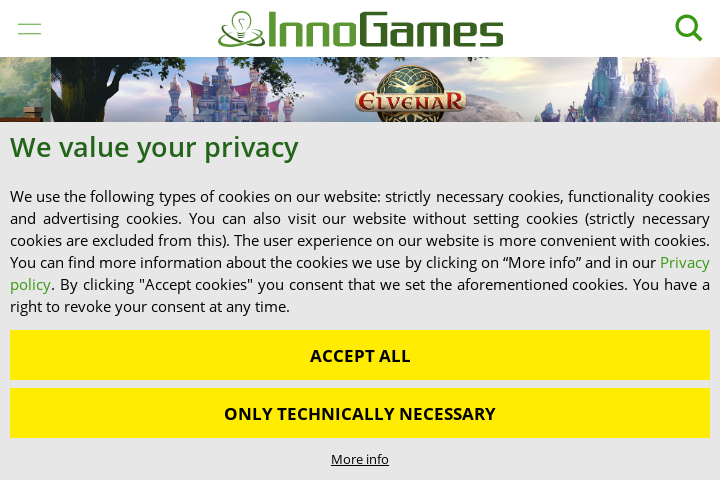 InnoGames
ELVENAR
We value your privacy
We use the following types of cookies on our website: strictly necessary cookies, functionality cookies
and advertising cookies. You can also visit our website without setting cookies (strictly necessary
cookies are excluded from this). The user experience on our website is more convenient with cookies.
You can find more information about the cookies we use by clicking on “More info” and in our Privacy
policy. By clicking "Accept cookies" you consent that we set the aforementioned cookies. You have a
right to revoke your consent at any time.
ACCEPT ALL
ONLY TECHNICALLY NECESSARY
More info